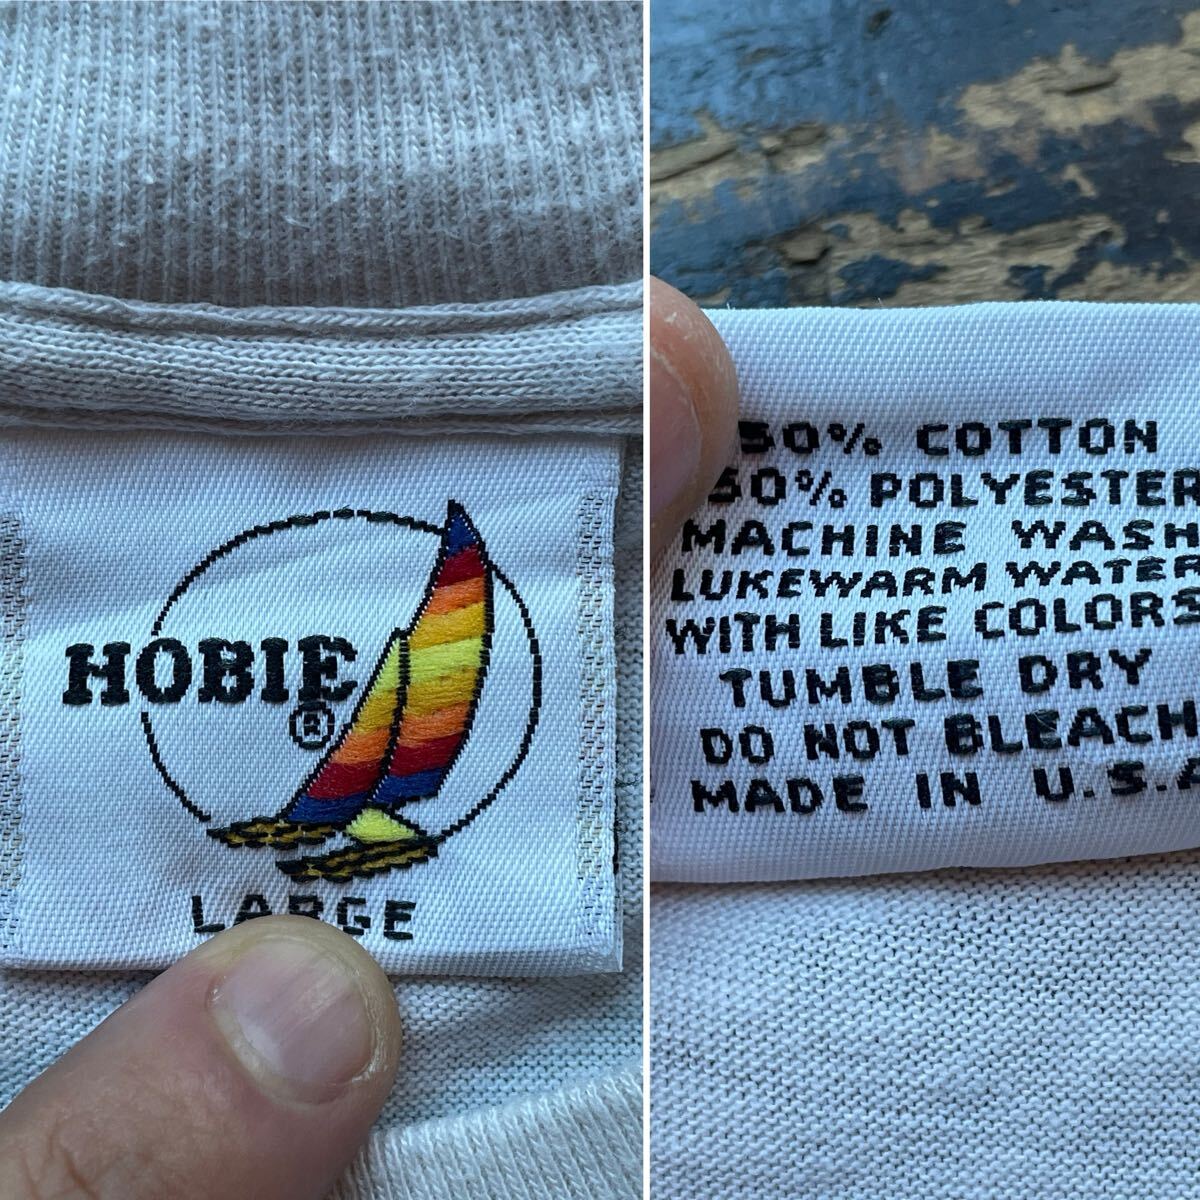 HOBIE
®
LARGE
50% COTTON
50% POLYESTER
MACHINE WASH
LUKEWARM WATER
WITH LIKE COLORS
TUMBLE DRY
DO NOT BLEACH
MADE IN U.S.A